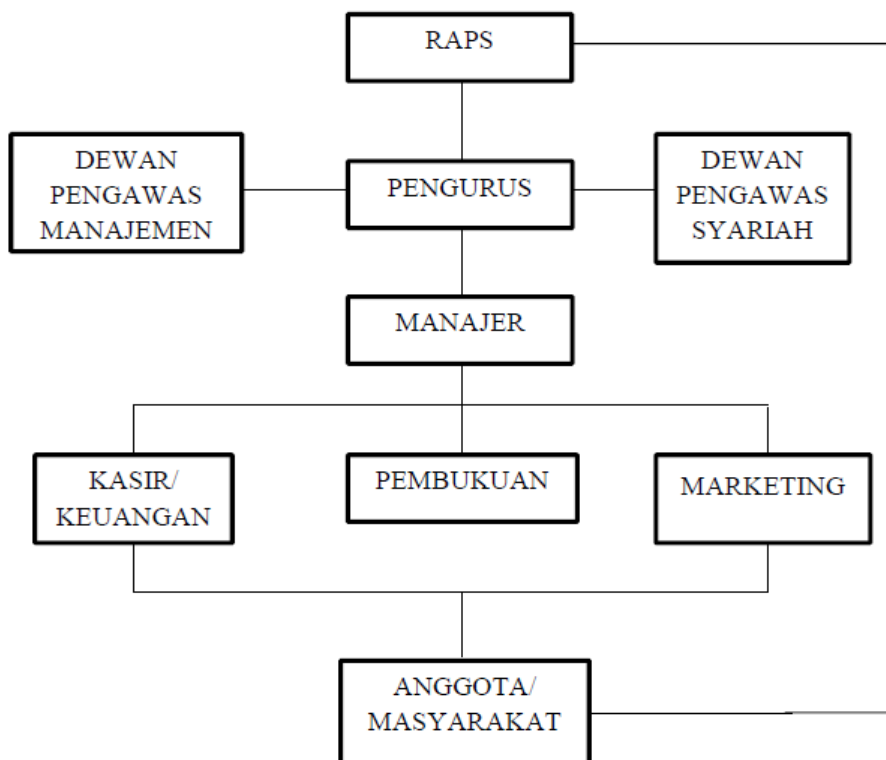 RAPS
DEWAN
PENGAWAS
MANAJEMEN
PENGURUS
DEWAN
PENGAWAS
SYARIAH
MANAJER
KASIR/
KEUANGAN
PEMBUKUAN
MARKETING
ANGGOTA/
MASYARAKAT